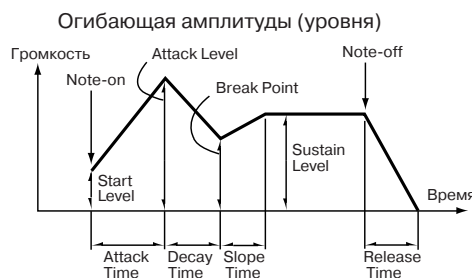 Огибающая амплитуды (уровня)
Громкость
Attack Level
Note-on
Note-off
Break Point
Start
Level
Sustain
Level
Время
Attack
Time
Decay
Time
Slope
Time
Release
Time